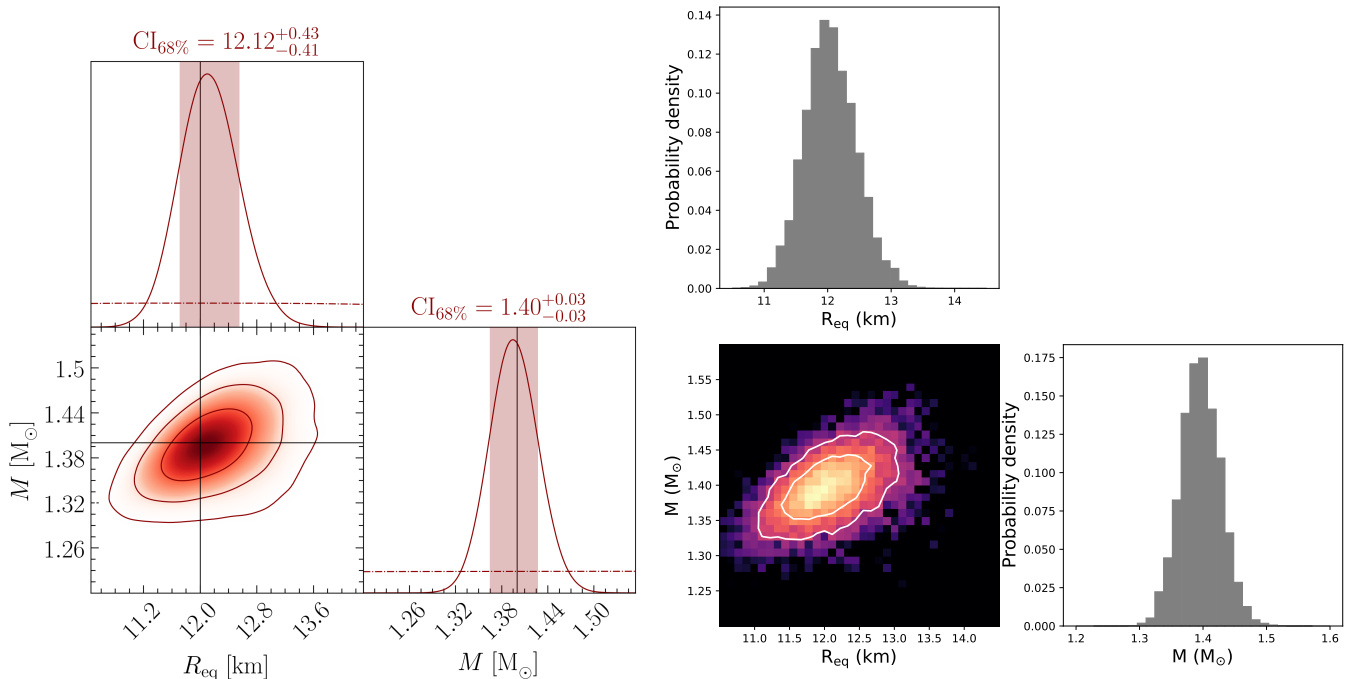 CI68% = 12.12+0.43−0.41
CI68% = 1.40+0.03−0.03
1.5
1.44
1.38
1.32
1.26
M [M⊙]
11.2 12.0 12.8 13.6
Req [km]
1.26 1.32 1.38 1.44 1.50
M [M⊙]
0.14
0.12
0.10
0.08
0.06
0.04
0.02
0.00
Probability density
11 12 13 14
Req (km)
1.55
1.50
1.45
1.40
1.35
1.30
1.25
M (M⊙)
11.0 11.5 12.0 12.5 13.0 13.5 14.0
Req (km)
0.175
0.150
0.125
0.100
0.075
0.050
0.025
0.000
Probability density
1.2 1.3 1.4 1.5 1.6
M (M⊙)